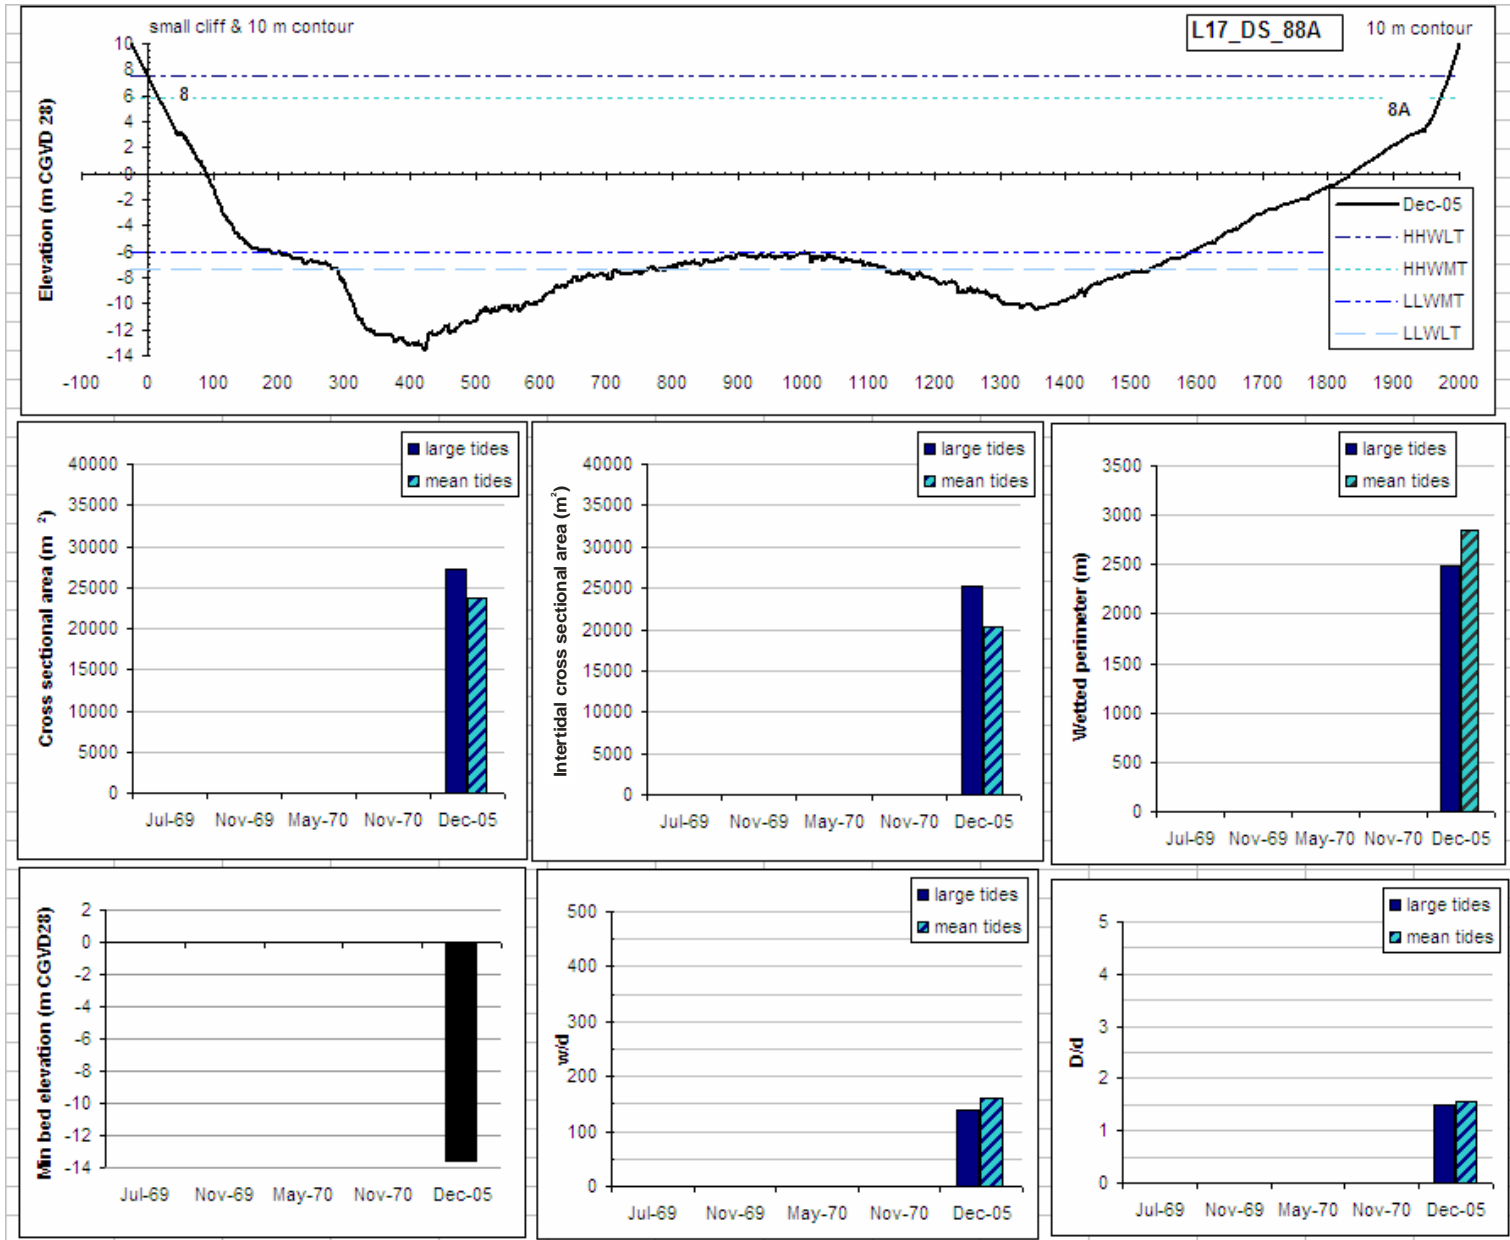 small cliff & 10 m contour
L17_DS_88A
10 m contour
Elevation (m CGVD 28)
10
8
6
4
2
0
-2
-4
-6
-8
-10
-12
-14
8
8A
Dec-05
HHWLT
HHWMT
LLWMT
LLWLT
-100 0 100 200 300 400 500 600 700 800 900 1000 1100 1200 1300 1400 1500 1600 1700 1800 1900 2000
large tides
mean tides
Cross sectional area (m ²)
40000
35000
30000
25000
20000
15000
10000
5000
0
Jul-69 Nov-69 May-70 Nov-70 Dec-05
large tides
mean tides
Intertidal cross sectional area (m²)
40000
35000
30000
25000
20000
15000
10000
5000
0
Jul-69 Nov-69 May-70 Nov-70 Dec-05
large tides
mean tides
Wetted perimeter (m)
3500
3000
2500
2000
1500
1000
500
0
Jul-69 Nov-69 May-70 Nov-70 Dec-05
Min bed elevation (m CGVD28)
2
0
-2
-4
-6
-8
-10
-12
-14
Jul-69 Nov-69 May-70 Nov-70 Dec-05
large tides
mean tides
w/d
500
400
300
200
100
0
Jul-69 Nov-69 May-70 Nov-70 Dec-05
large tides
mean tides
D/d
5
4
3
2
1
0
Jul-69 Nov-69 May-70 Nov-70 Dec-05